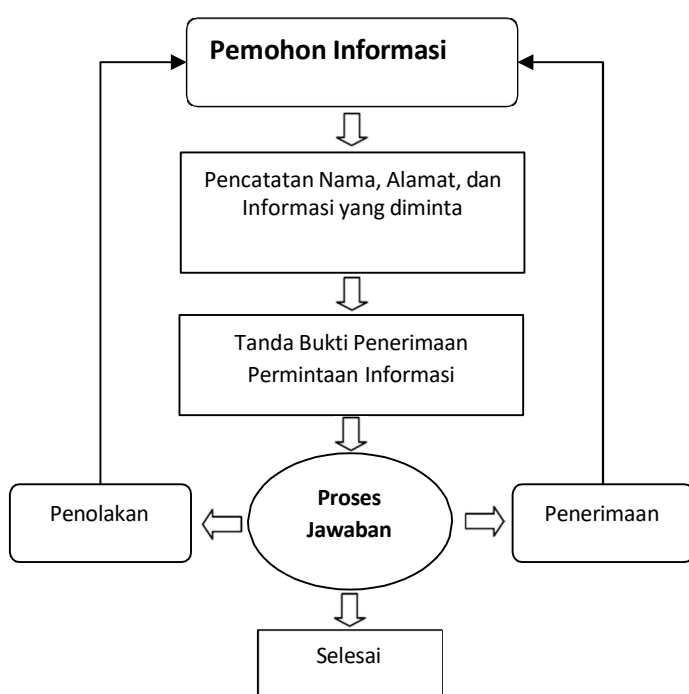 Pemohon Informasi
Pencatatan Nama, Alamat, dan
Informasi yang diminta
Tanda Bukti Penerimaan
Permintaan Informasi
Penolakan
Proses
Jawaban
Penerimaan
Selesai